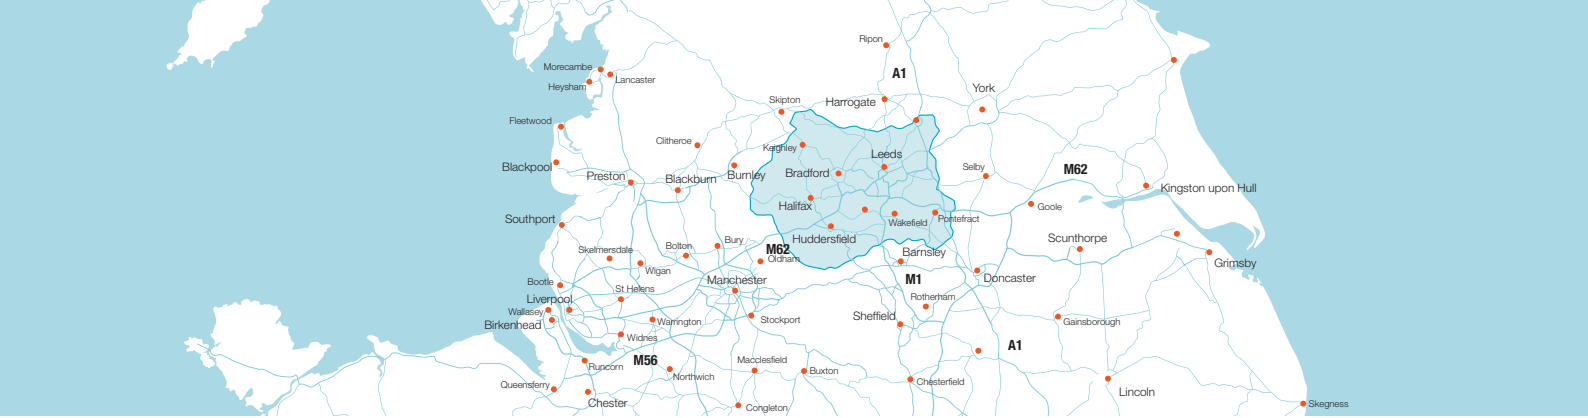 Ripon
Morecambe
A1
Lancaster
Heysham
York
Skipton
Harrogate
Fleetwood
Clitheroe
Keighley
Leeds
Blackpool
Selby
M62
Bradford
Burnley
Preston
Blackburn
Kingston upon Hull
Halifax
Goole
Southport
Wakefield
Pontefract
Huddersfield
Scunthorpe
Bury
Bolton
M62
Skelmersdale
Barnsley
Oldham
Grimsby
Wigan
Doncaster
M1
Manchester
Bootle
St Helens
Rotherham
Liverpool
Wallasey
Sheffield
Stockport
Warrington
Gainsborough
Birkenhead
Widnes
A1
M56
Macclesfield
Runcorn
Buxton
Northwich
Chesterfield
Queensferry
Lincoln
Chester
Skegness
Congleton